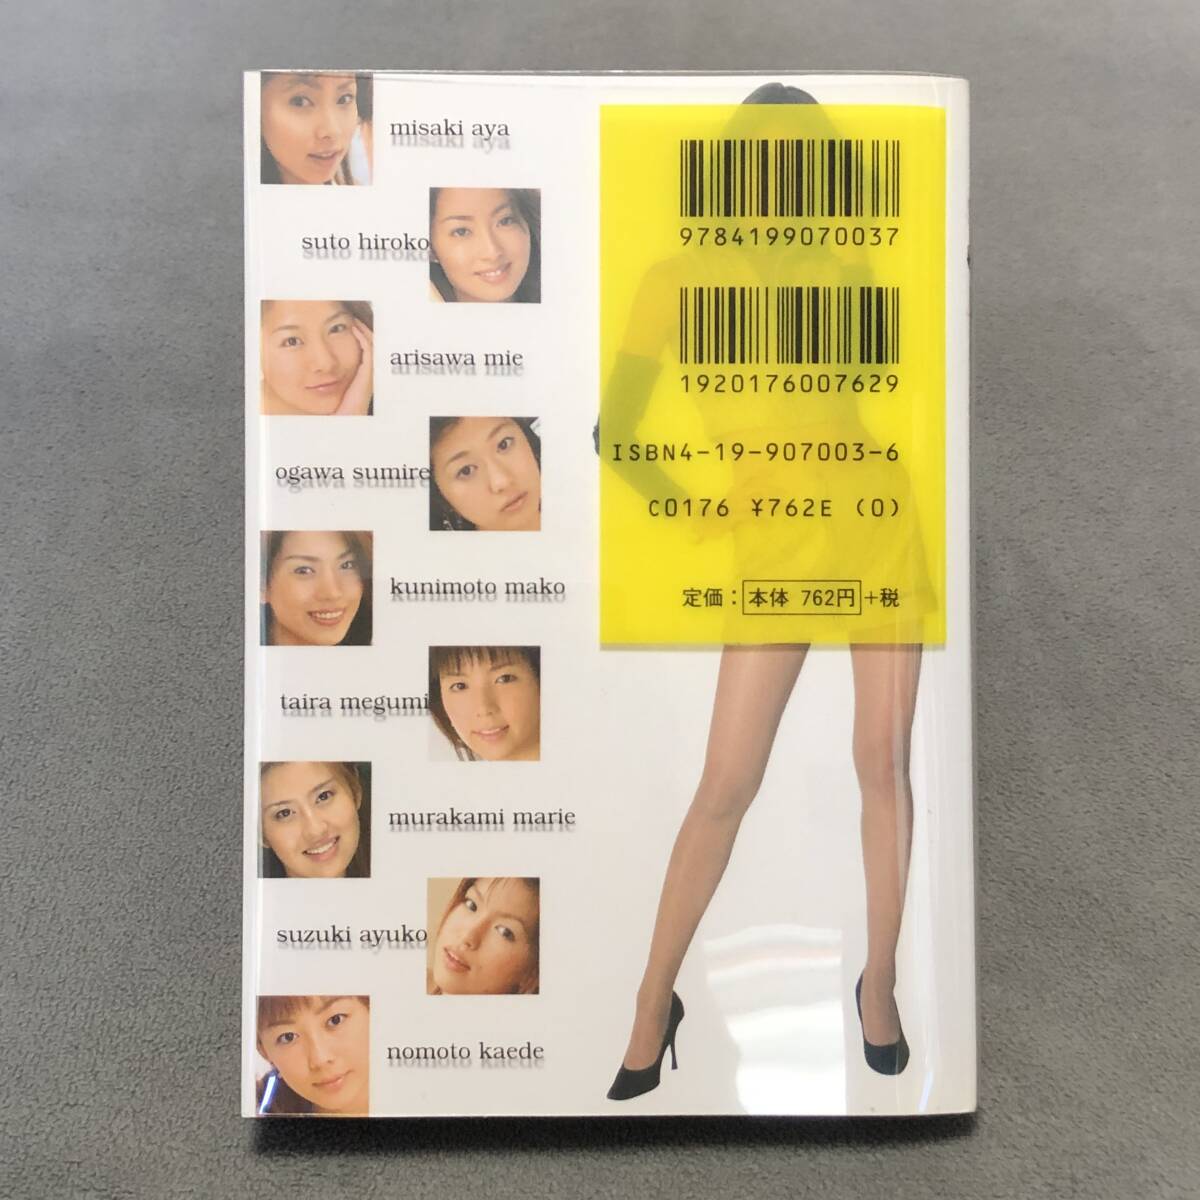 misaki aya
suto hiroko
arisawa mie
ogawa sumire
kunimoto mako
taira megumi
murakami marie
suzuki ayuko
nomoto kaede
9784199070037
1920176007629
ISBN4-19-907003-6
C0176 ¥762E (0)
定価：本体 762円+税